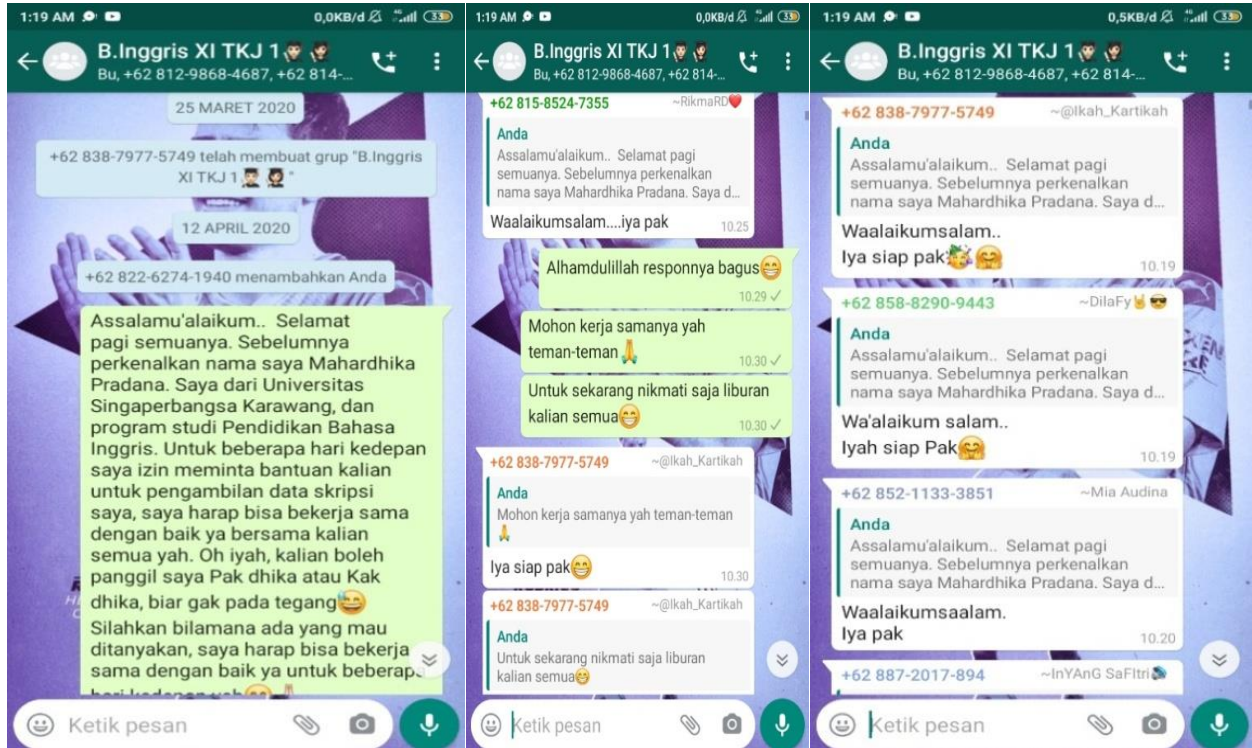 1:19 AM
0,0KB/d
4G
33
B.Inggris XI TKJ 1
Bu, +62 812-9868-4687, +62 814-...
25 MARET 2020
+62 838-7977-5749 telah membuat grup "B.Inggris
XI TKJ 1👨🏻‍🎓👩🏻‍🎓"
12 APRIL 2020
+62 822-6274-1940 menambahkan Anda
Assalamu'alaikum.. Selamat
pagi semuanya. Sebelumnya
perkenalkan nama saya Mahardhika
Pradana. Saya dari Universitas
Singaperbangsa Karawang, dan
program studi Pendidikan Bahasa
Inggris. Untuk beberapa hari kedepan
saya izin meminta bantuan kalian
untuk pengambilan data skripsi
saya, saya harap bisa bekerja sama
dengan baik ya bersama kalian
semua yah. Oh iyah, kalian boleh
panggil saya Pak dhika atau Kak
dhika, biar gak pada tegang😅
Silahkan bilamana ada yang mau
ditanyakan, saya harap bisa bekerja
sama dengan baik ya untuk beberapa
hari kedepan yah
Ketik pesan
1:19 AM
0,0KB/d
4G
33
B.Inggris XI TKJ 1
Bu, +62 812-9868-4687, +62 814-...
+62 815-8524-7355 ~RikmaRD❤️
Anda
Assalamu'alaikum.. Selamat pagi
semuanya. Sebelumnya perkenalkan
nama saya Mahardhika Pradana. Saya d...
Waalaikumsalam....iya pak 10.25
Alhamdulillah responnya bagus😁
10.29
Mohon kerja samanya yah
teman-teman🙏 10.30
Untuk sekarang nikmati saja liburan
kalian semua😁 10.30
+62 838-7977-5749 ~@Ikah_Kartikah
Anda
Mohon kerja samanya yah teman-teman
🙏
Iya siap pak😁 10.30
+62 838-7977-5749 ~@Ikah_Kartikah
Anda
Untuk sekarang nikmati saja liburan
kalian semua😁
Ketik pesan
1:19 AM
0,5KB/d
4G
33
B.Inggris XI TKJ 1
Bu, +62 812-9868-4687, +62 814-...
+62 838-7977-5749 ~@Ikah_Kartikah
Anda
Assalamu'alaikum.. Selamat pagi
semuanya. Sebelumnya perkenalkan
nama saya Mahardhika Pradana. Saya d...
Waalaikumsalam..
Iya siap pak🥳🤗 10.19
+62 858-8290-9443 ~DilaFy🤘😎
Anda
Assalamu'alaikum.. Selamat pagi
semuanya. Sebelumnya perkenalkan
nama saya Mahardhika Pradana. Saya d...
Wa'alaikum salam..
Iyah siap Pak🤗 10.19
+62 852-1133-3851 ~Mia Audina
Anda
Assalamu'alaikum.. Selamat pagi
semuanya. Sebelumnya perkenalkan
nama saya Mahardhika Pradana. Saya d...
Waalaikumsaalam.
Iya pak 10.20
+62 887-2017-894 ~InYAnG SaFItri
Ketik pesan